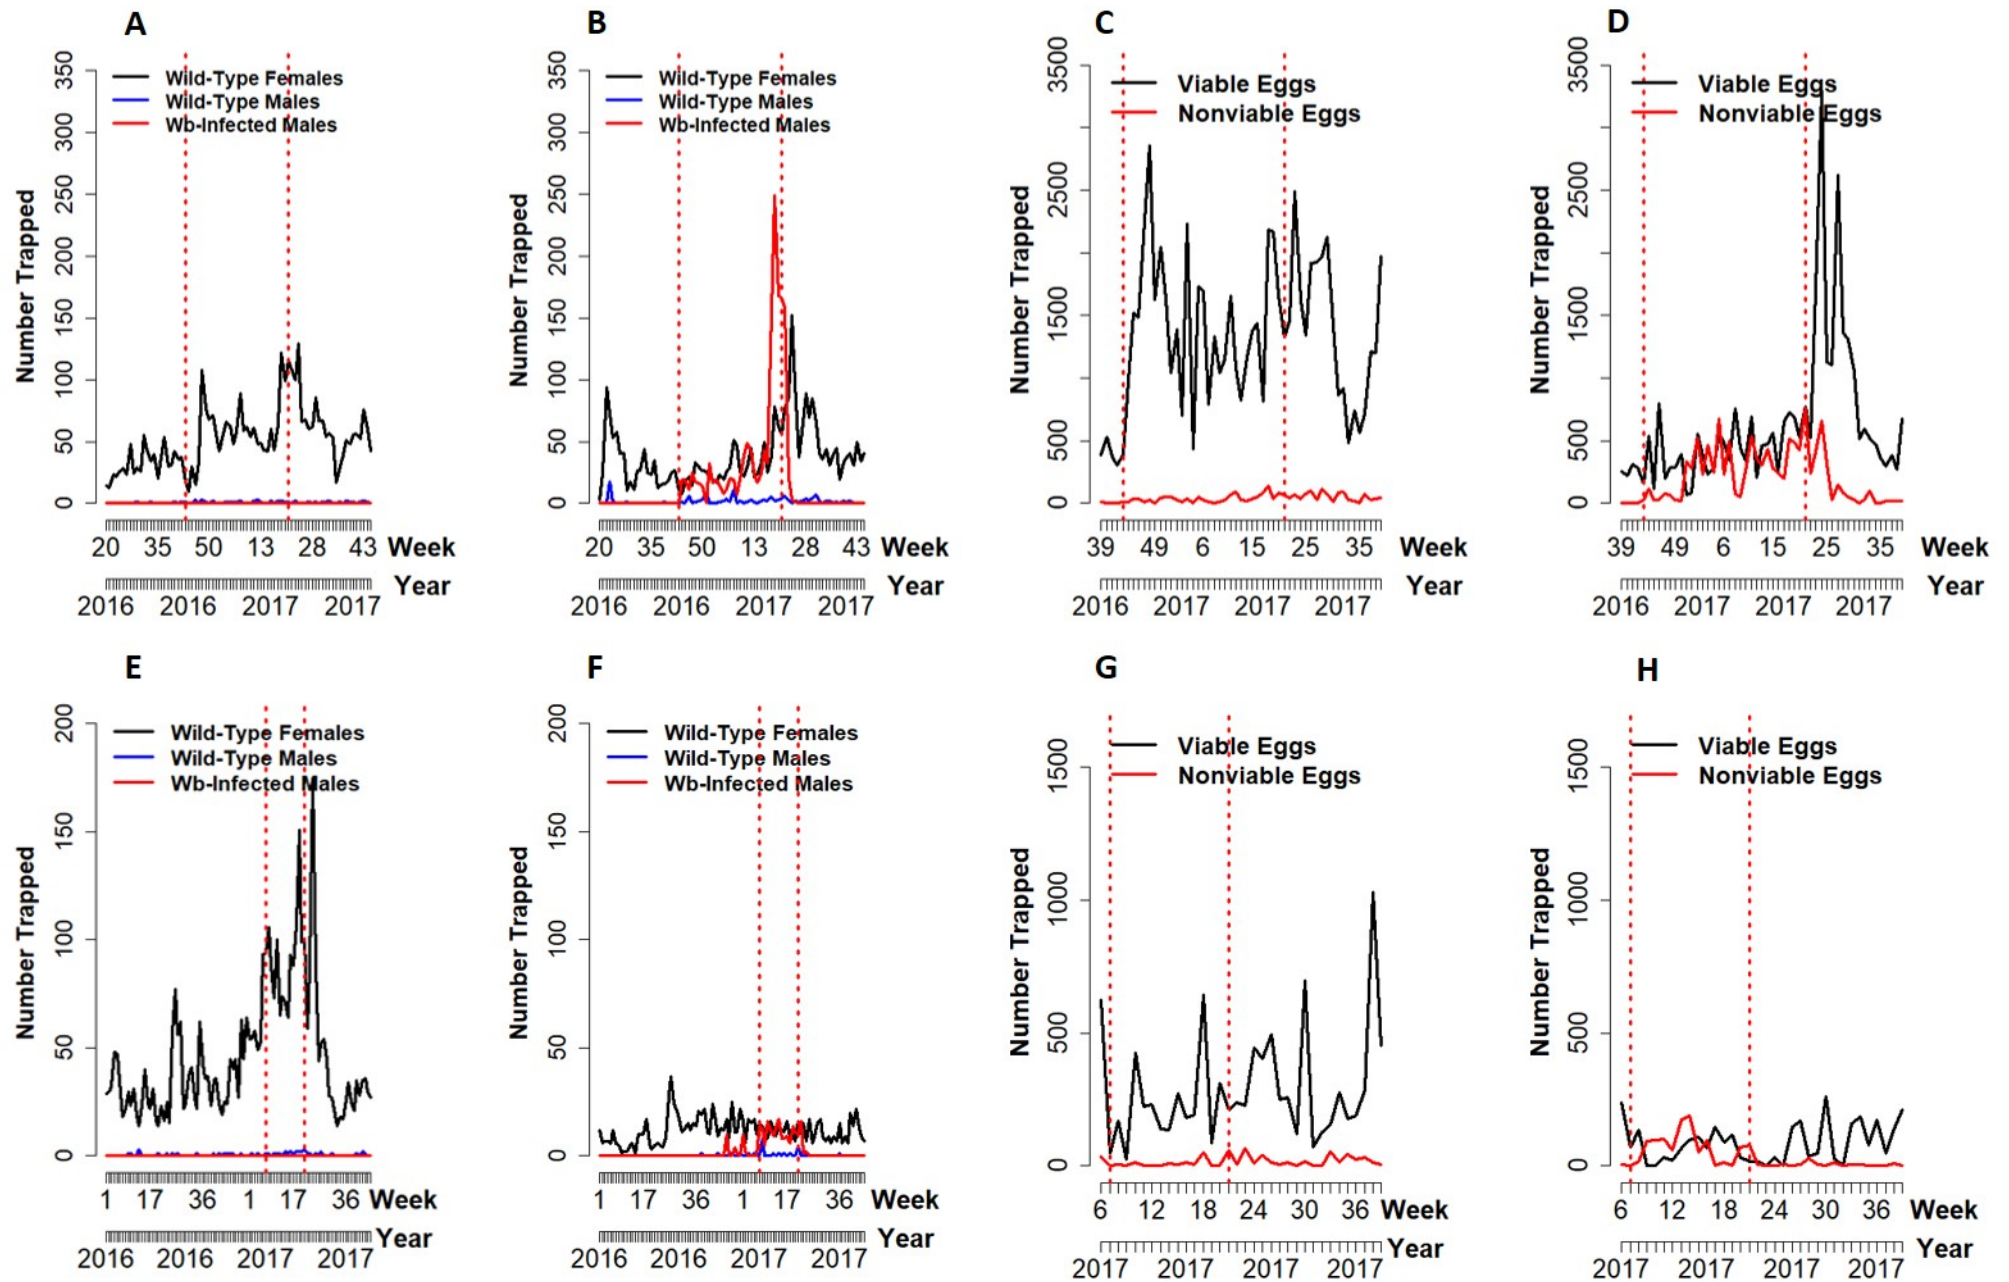 A
350
300
250
200
150
100
50
0
Number Trapped
Wild-Type Females
Wild-Type Males
Wb-Infected Males
20 35 50 13 28 43 Week
2016 2016 2017 2017 Year
B
350
300
250
200
150
100
50
0
Number Trapped
Wild-Type Females
Wild-Type Males
Wb-Infected Males
20 35 50 13 28 43 Week
2016 2016 2017 2017 Year
C
3500
2500
1500
500
0
Number Trapped
Viable Eggs
Nonviable Eggs
39 49 6 15 25 35 Week
2016 2017 2017 2017 Year
D
3500
2500
1500
500
0
Number Trapped
Viable Eggs
Nonviable Eggs
39 49 6 15 25 35 Week
2016 2017 2017 2017 Year
E
200
150
100
50
0
Number Trapped
Wild-Type Females
Wild-Type Males
Wb-Infected Males
1 17 36 1 17 36 Week
2016 2016 2017 2017 Year
F
200
150
100
50
0
Number Trapped
Wild-Type Females
Wild-Type Males
Wb-Infected Males
1 17 36 1 17 36 Week
2016 2016 2017 2017 Year
G
1500
1000
500
0
Number Trapped
Viable Eggs
Nonviable Eggs
6 12 18 24 30 36 Week
2017 2017 2017 2017 Year
H
1500
1000
500
0
Number Trapped
Viable Eggs
Nonviable Eggs
6 12 18 24 30 36 Week
2017 2017 2017 2017 Year